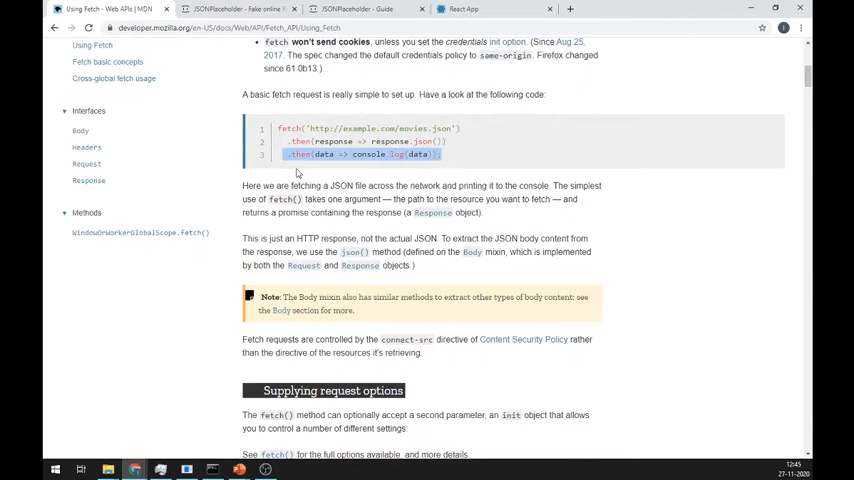 Using Fetch - Web APIs | MDN
JSONPlaceholder - Fake online R
JSONPlaceholder - Guide
React App
developer.mozilla.org/en-US/docs/Web/API/Fetch_API/Using_Fetch
Using Fetch
Fetch basic concepts
Cross-global fetch usage
Interfaces
Body
Headers
Request
Response
Methods
WindowOrWorkerGlobalScope.fetch()
fetch won't send cookies, unless you set the credentials init option. (Since Aug 25,
2017. The spec changed the default credentials policy to same-origin. Firefox changed
since 61.0b13.)
A basic fetch request is really simple to set up. Have a look at the following code:
1 fetch('http://example.com/movies.json')
2 .then(response => response.json())
3 .then(data => console.log(data));
Here we are fetching a JSON file across the network and printing it to the console. The simplest
use of fetch() takes one argument — the path to the resource you want to fetch — and
returns a promise containing the response (a Response object).
This is just an HTTP response, not the actual JSON. To extract the JSON body content from
the response, we use the json() method (defined on the Body mixin, which is implemented
by both the Request and Response objects.)
Note: The Body mixin also has similar methods to extract other types of body content; see
the Body section for more.
Fetch requests are controlled by the connect-src directive of Content Security Policy rather
than the directive of the resources it's retrieving.
Supplying request options
The fetch() method can optionally accept a second parameter, an init object that allows
you to control a number of different settings:
See fetch() for the full options available, and more details.
12:45
27-11-2020